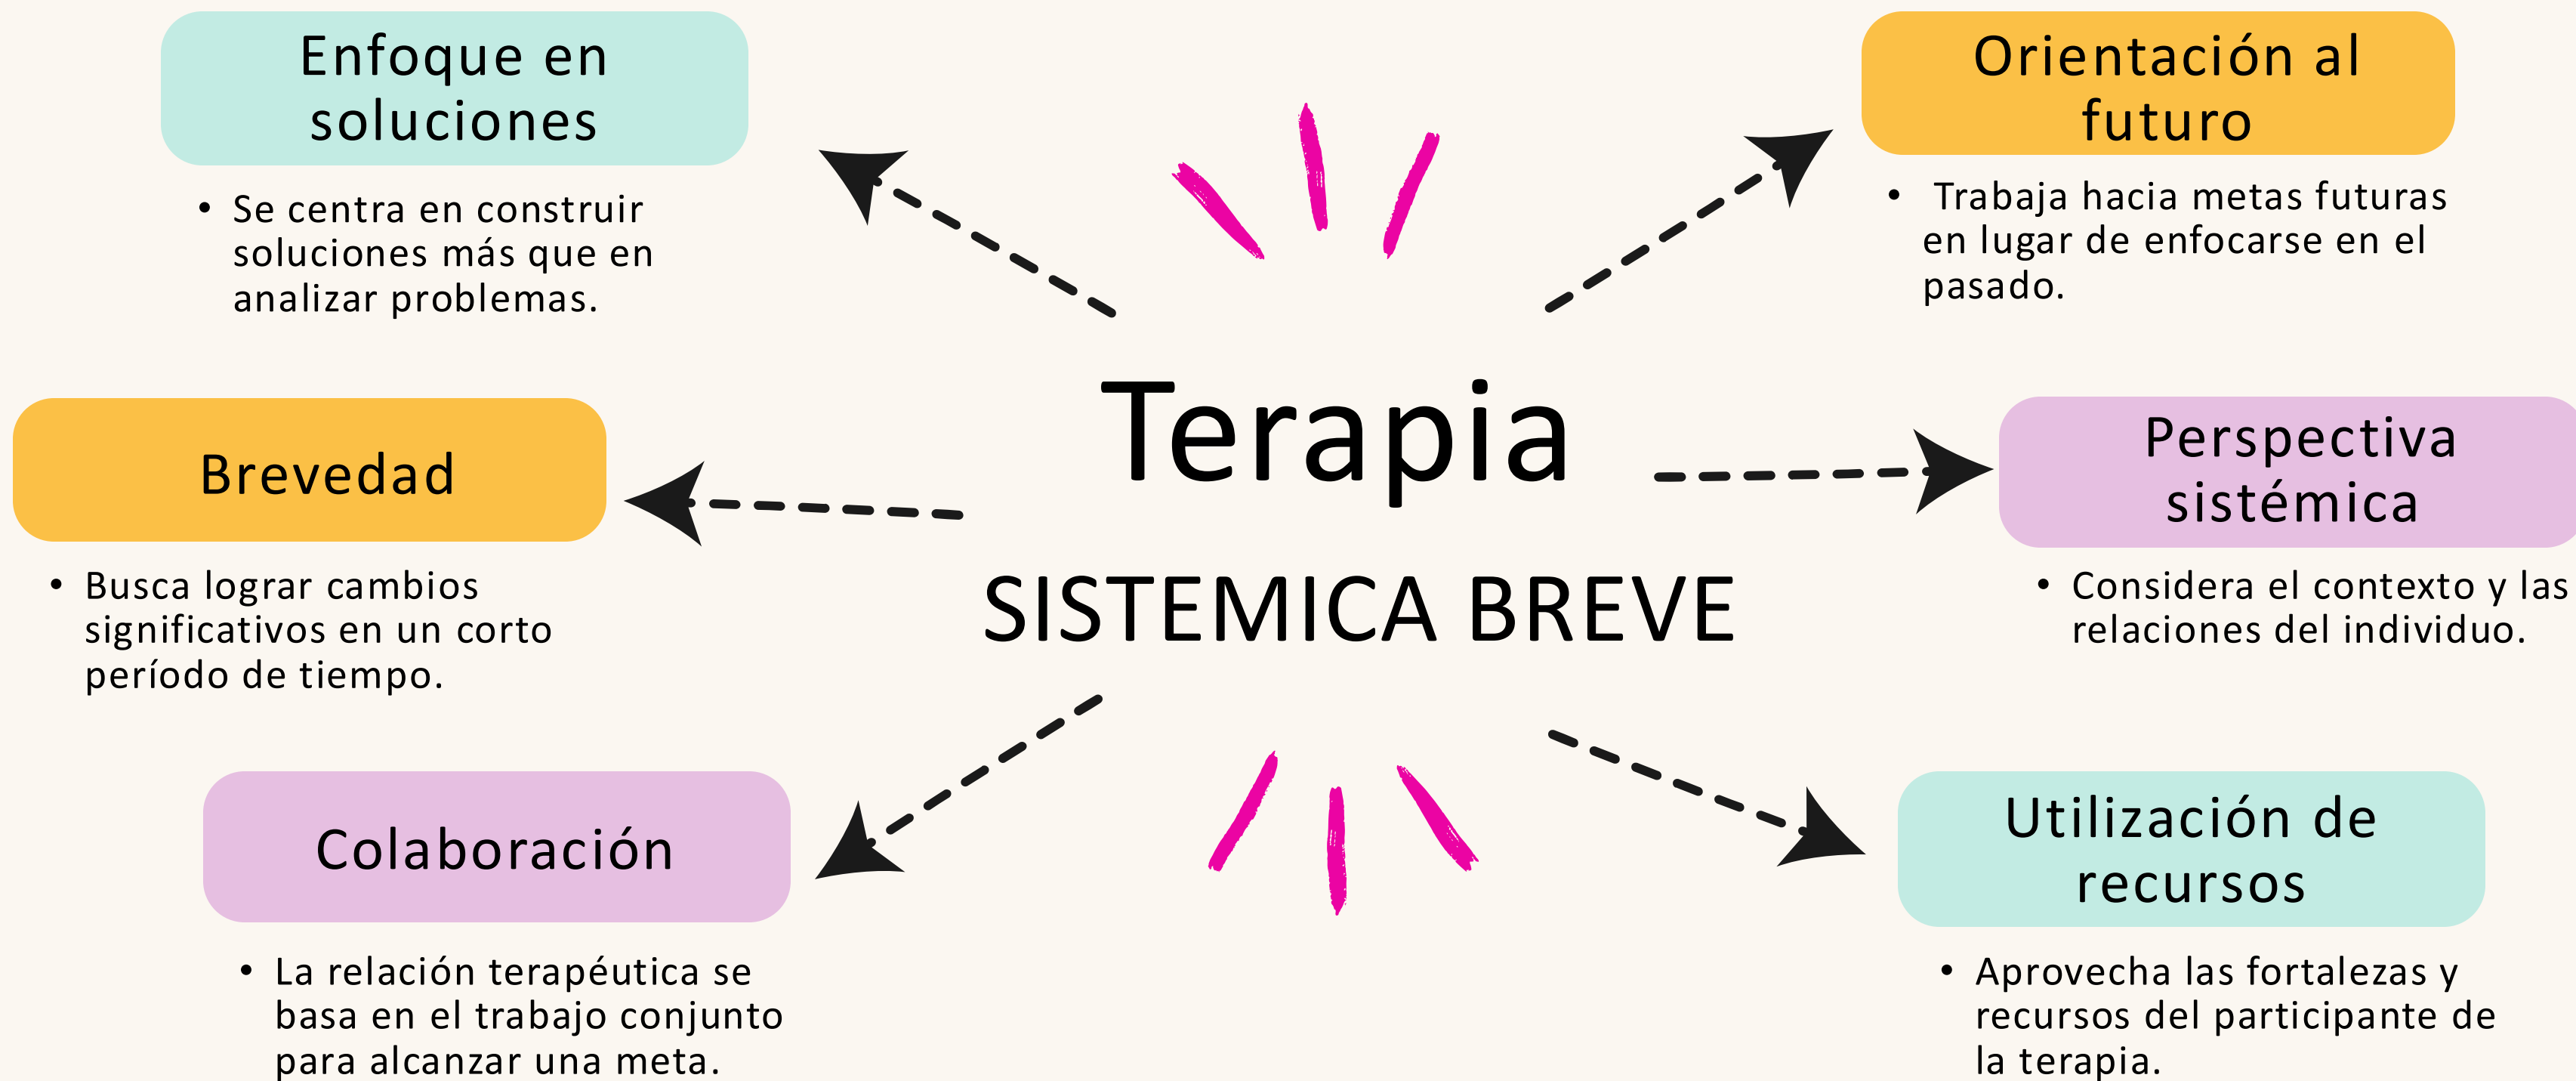 Enfoque en
soluciones
• Se centra en construir
soluciones más que en
analizar problemas.
Orientación al
futuro
• Trabaja hacia metas futuras
en lugar de enfocarse en el
pasado.
Terapia
SISTEMICA BREVE
Brevedad
• Busca lograr cambios
significativos en un corto
período de tiempo.
Perspectiva
sistémica
• Considera el contexto y las
relaciones del individuo.
Colaboración
• La relación terapéutica se
basa en el trabajo conjunto
para alcanzar una meta.
Utilización de
recursos
• Aprovecha las fortalezas y
recursos del participante de
la terapia.